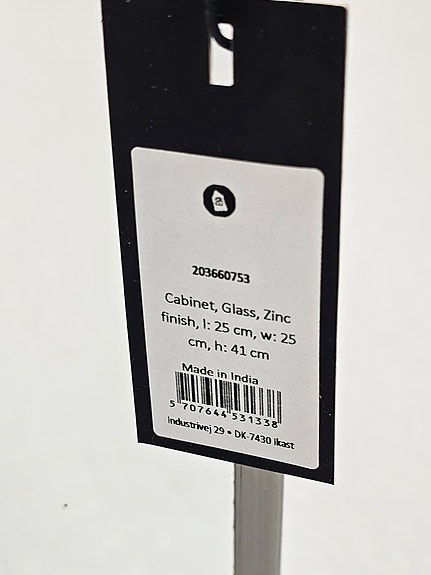 203660753
Cabinet, Glass, Zinc
finish, l: 25 cm, w: 25
cm, h: 41 cm
Made in India
5 707644 531338
Industrivej 29 • DK-7430 Ikast